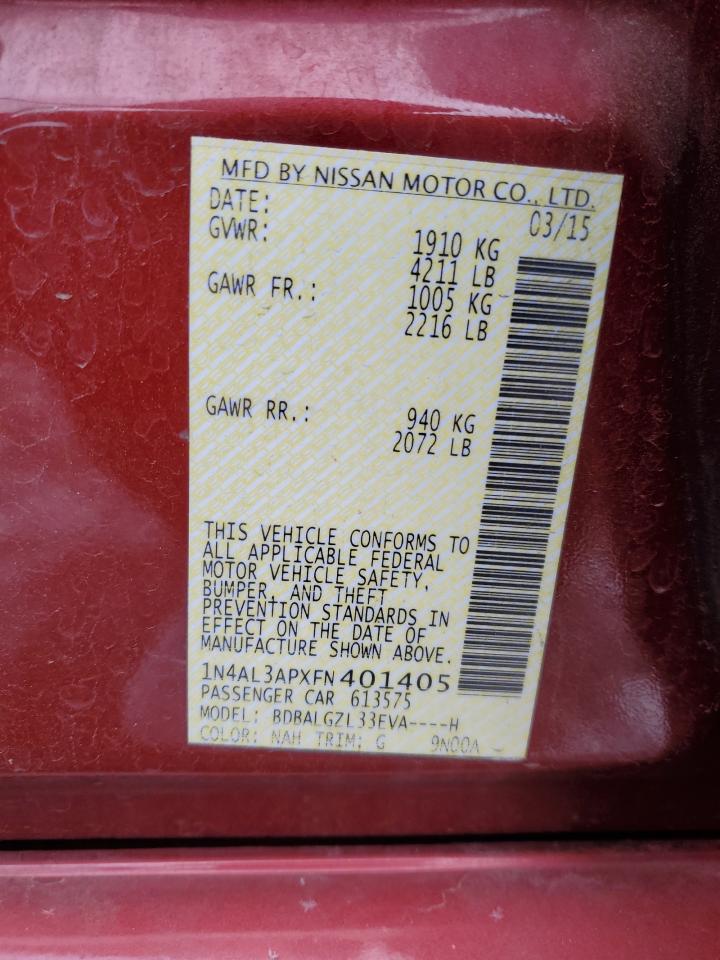 MFD BY NISSAN MOTOR CO., LTD.
DATE: 03/15
GVWR: 1910 KG
4211 LB
GAWR FR.: 1005 KG
2216 LB
GAWR RR.: 940 KG
2072 LB
THIS VEHICLE CONFORMS TO
ALL APPLICABLE FEDERAL
MOTOR VEHICLE SAFETY,
BUMPER, AND THEFT
PREVENTION STANDARDS IN
EFFECT ON THE DATE OF
MANUFACTURE SHOWN ABOVE.
1N4AL3APXFN401405
PASSENGER CAR 613575
MODEL: BDBALGZL33EVA----H
COLOR: NAH TRIM: G 9N00A